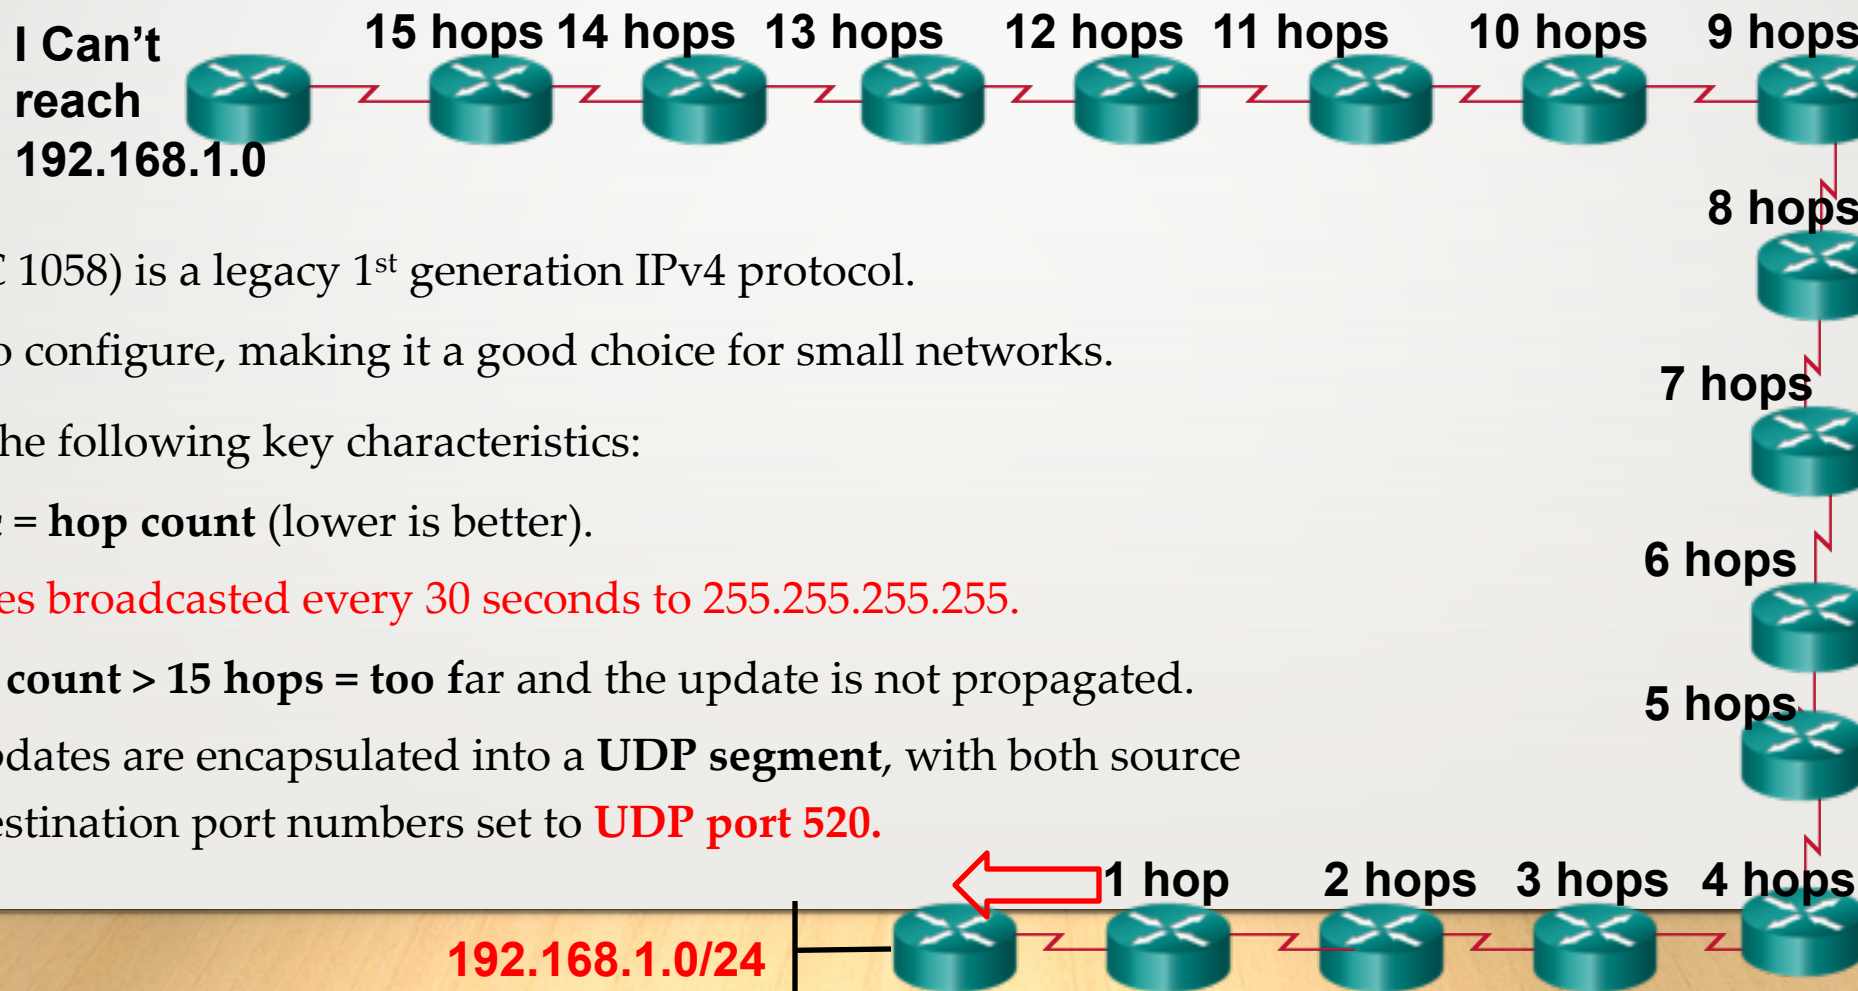 I Can’t
reach
192.168.1.0
15 hops 14 hops 13 hops 12 hops 11 hops 10 hops 9 hops
8 hops
1058) is a legacy 1st generation IPv4 protocol.
configure, making it a good choice for small networks.
7 hops
he following key characteristics:
= hop count (lower is better).
6 hops
es broadcasted every 30 seconds to 255.255.255.255.
count > 15 hops = too far and the update is not propagated.
5 hops
pdates are encapsulated into a UDP segment, with both source
estination port numbers set to UDP port 520.
1 hop 2 hops 3 hops 4 hops
192.168.1.0/24